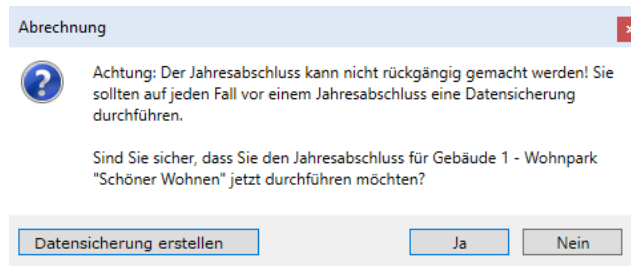 Abrechnung
Achtung: Der Jahresabschluss kann nicht rückgängig gemacht werden! Sie
sollten auf jeden Fall vor einem Jahresabschluss eine Datensicherung
durchführen.
Sind Sie sicher, dass Sie den Jahresabschluss für Gebäude 1 - Wohnpark
"Schöner Wohnen" jetzt durchführen möchten?
Datensicherung erstellen Ja Nein